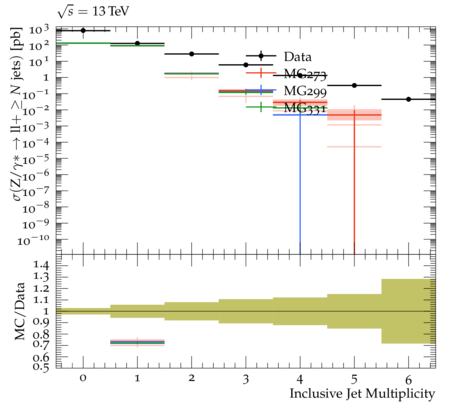 √s = 13 TeV
σ(Z/γ* → ll+ ≥ N jets) [pb]
10³
10²
10¹
1
10⁻¹
10⁻²
10⁻³
10⁻⁴
10⁻⁵
10⁻⁶
10⁻⁷
10⁻⁸
10⁻⁹
10⁻¹⁰
Data
MG273
MG299
MG331
MC/Data
1.4
1.3
1.2
1.1
1
0.9
0.8
0.7
0.6
0.5
0 1 2 3 4 5 6
Inclusive Jet Multiplicity